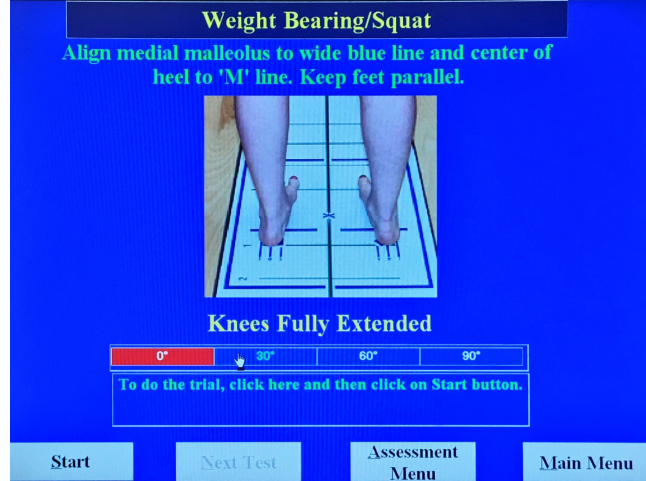 Weight Bearing/Squat
Align medial malleolus to wide blue line and center of
heel to 'M' line. Keep feet parallel.
1
2
Knees Fully Extended
0° 30° 60° 90°
To do the trial, click here and then click on Start button.
Start Next Test Assessment Menu Main Menu